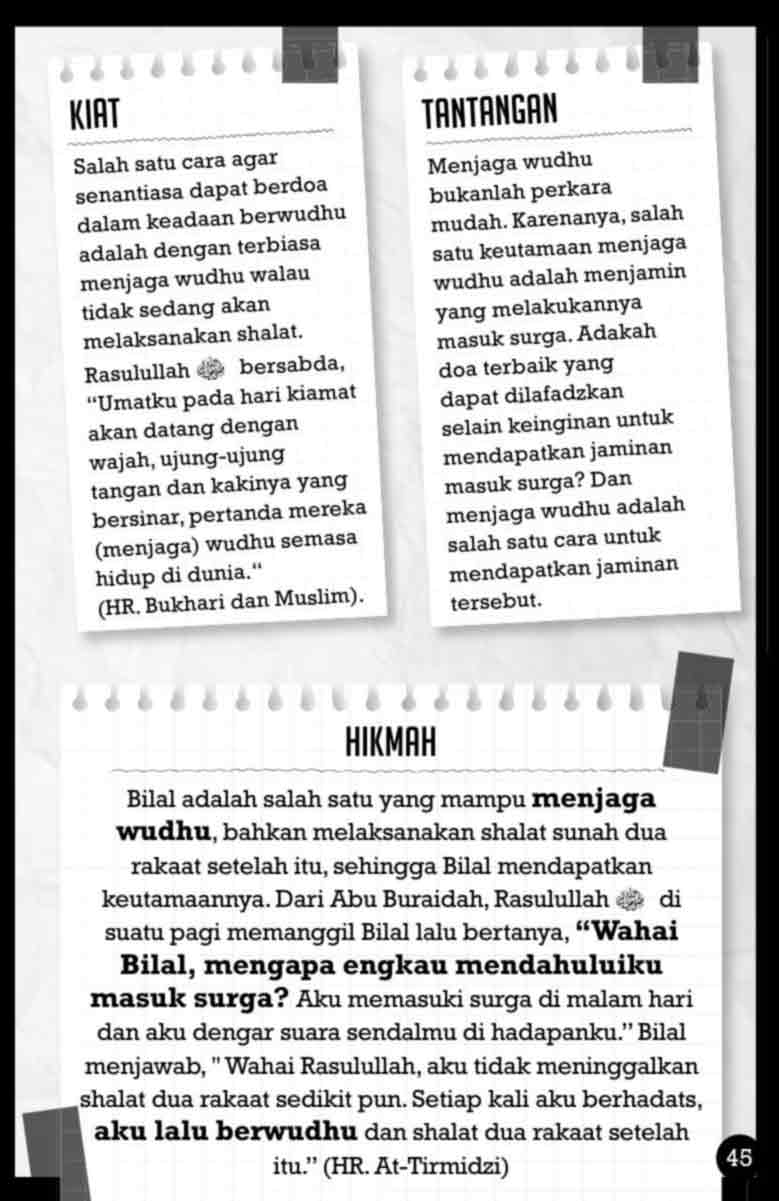 KIAT
Salah satu cara agar
senantiasa dapat berdoa
dalam keadaan berwudhu
adalah dengan terbiasa
menjaga wudhu walau
tidak sedang akan
melaksanakan shalat.
Rasulullah ﷺ bersabda,
“Umatku pada hari kiamat
akan datang dengan
wajah, ujung-ujung
tangan dan kakinya yang
bersinar, pertanda mereka
(menjaga) wudhu semasa
hidup di dunia.“
(HR. Bukhari dan Muslim).
TANTANGAN
Menjaga wudhu
bukanlah perkara
mudah. Karenanya, salah
satu keutamaan menjaga
wudhu adalah menjamin
yang melakukannya
masuk surga. Adakah
doa terbaik yang
dapat dilafadzkan
selain keinginan untuk
mendapatkan jaminan
masuk surga? Dan
menjaga wudhu adalah
salah satu cara untuk
mendapatkan jaminan
tersebut.
HIKMAH
Bilal adalah salah satu yang mampu menjaga
wudhu, bahkan melaksanakan shalat sunah dua
rakaat setelah itu, sehingga Bilal mendapatkan
keutamaannya. Dari Abu Buraidah, Rasulullah ﷺ di
suatu pagi memanggil Bilal lalu bertanya, “Wahai
Bilal, mengapa engkau mendahuluiku
masuk surga? Aku memasuki surga di malam hari
dan aku dengar suara sendalmu di hadapanku.” Bilal
menjawab, " Wahai Rasulullah, aku tidak meninggalkan
shalat dua rakaat sedikit pun. Setiap kali aku berhadats,
aku lalu berwudhu dan shalat dua rakaat setelah
itu.” (HR. At-Tirmidzi)
45